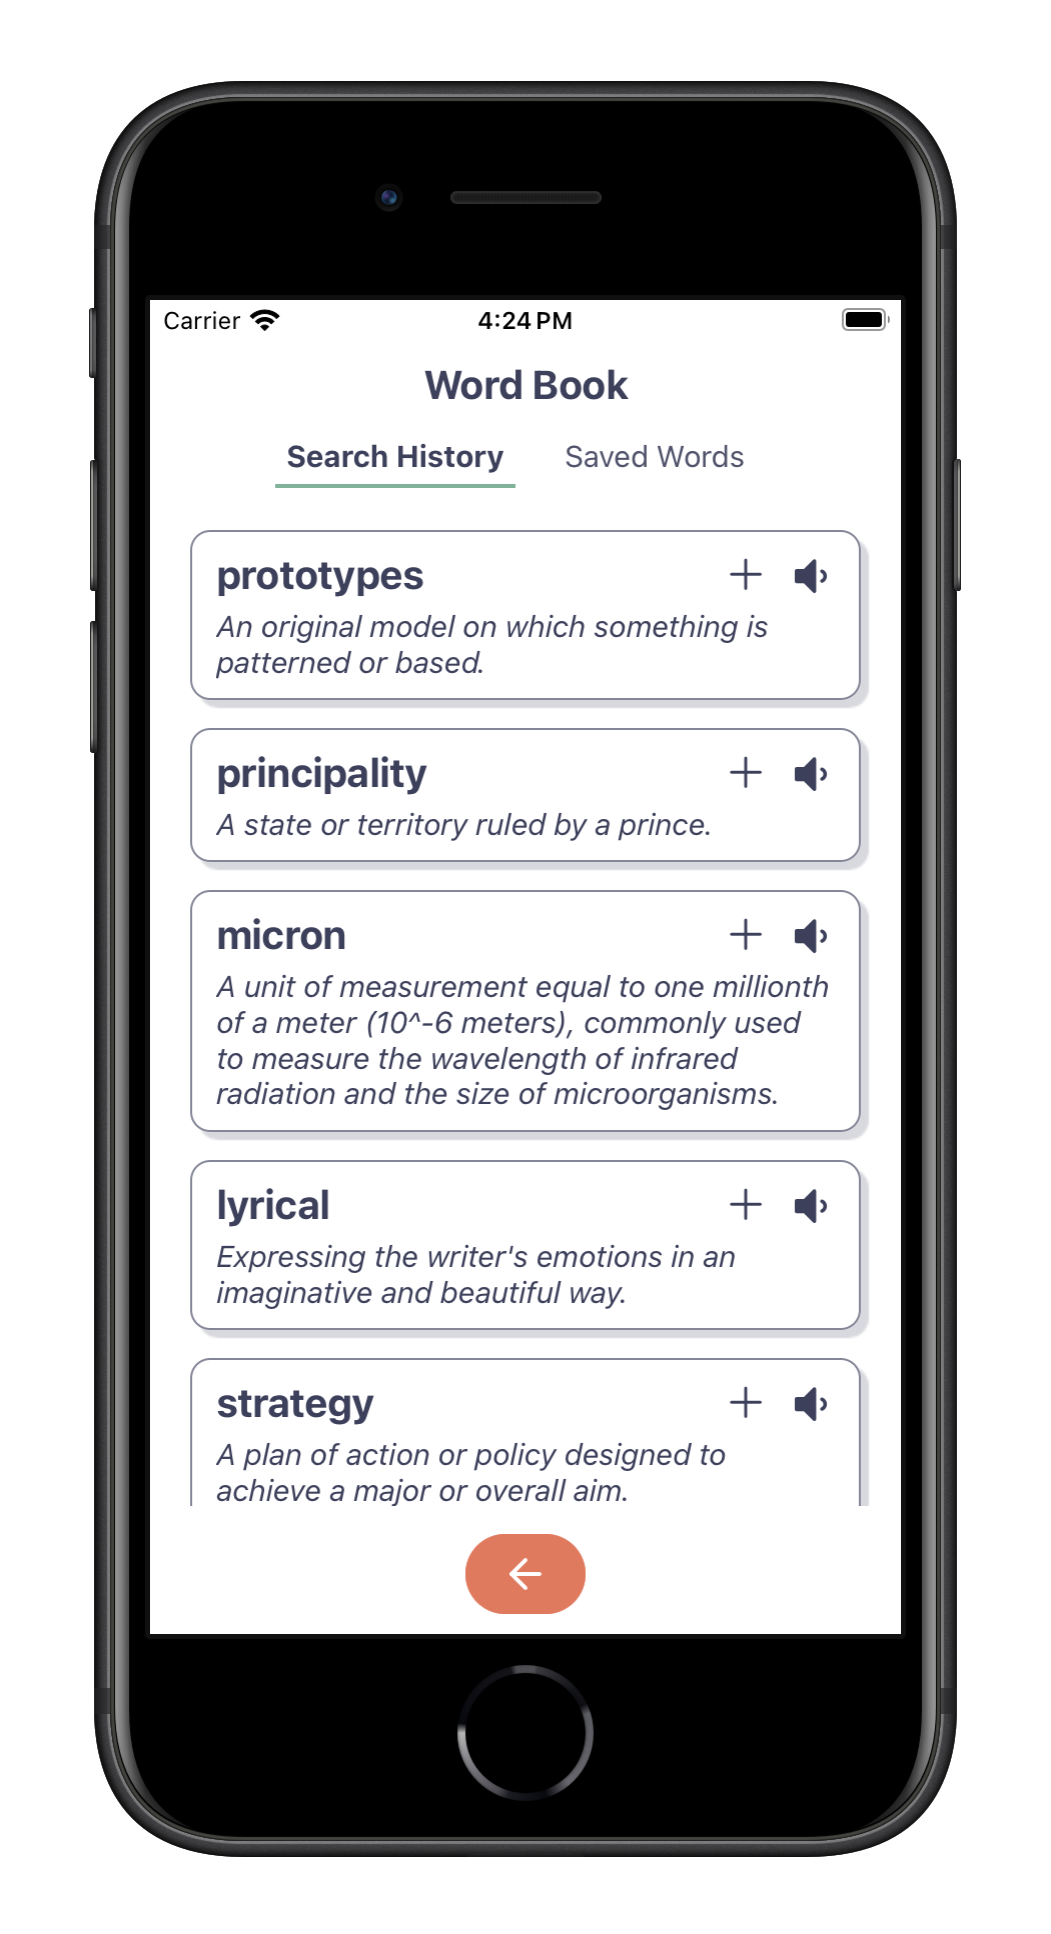 Carrier 4:24 PM
Word Book
Search History Saved Words
prototypes
An original model on which something is
patterned or based.
principality
A state or territory ruled by a prince.
micron
A unit of measurement equal to one millionth
of a meter (10^-6 meters), commonly used
to measure the wavelength of infrared
radiation and the size of microorganisms.
lyrical
Expressing the writer's emotions in an
imaginative and beautiful way.
strategy
A plan of action or policy designed to
achieve a major or overall aim.